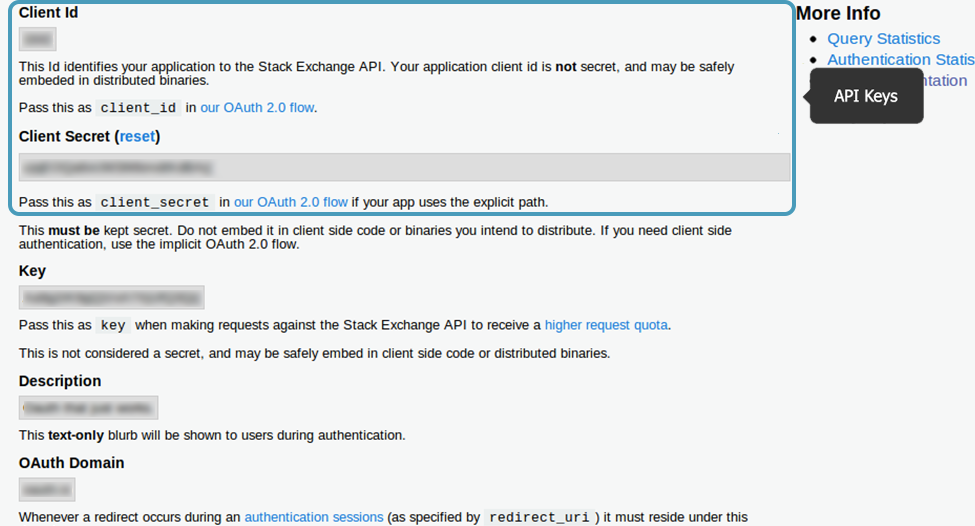 Client Id
This Id identifies your application to the Stack Exchange API. Your application client id is not secret, and may be safely
embeded in distributed binaries.
Pass this as client_id in our OAuth 2.0 flow.
Client Secret (reset)
Pass this as client_secret in our OAuth 2.0 flow if your app uses the explicit path.
This must be kept secret. Do not embed it in client side code or binaries you intend to distribute. If you need client side
authentication, use the implicit OAuth 2.0 flow.
Key
Pass this as key when making requests against the Stack Exchange API to receive a higher request quota.
This is not considered a secret, and may be safely embed in client side code or distributed binaries.
Description
Oauth that just works.
This text-only blurb will be shown to users during authentication.
OAuth Domain
Whenever a redirect occurs during an authentication sessions (as specified by redirect_uri ) it must reside under this
More Info
Query Statistics
Authentication Statis
ntation
API Keys